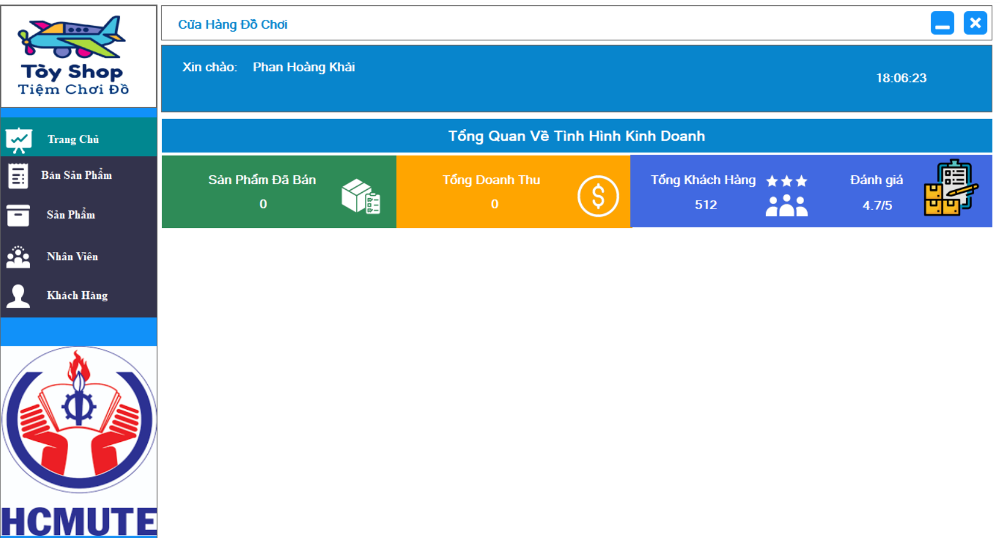 Tòy Shop
Tiệm Chơi Đồ
Cửa Hàng Đồ Chơi
Xin chào: Phan Hoàng Khải
18:06:23
Trang Chủ
Bán Sản Phẩm
Sản Phẩm
Nhân Viên
Khách Hàng
HCMUTE
Tổng Quan Về Tình Hình Kinh Doanh
Sản Phẩm Đã Bán
0
Tổng Doanh Thu
0
Tổng Khách Hàng
512
Đánh giá
4.7/5